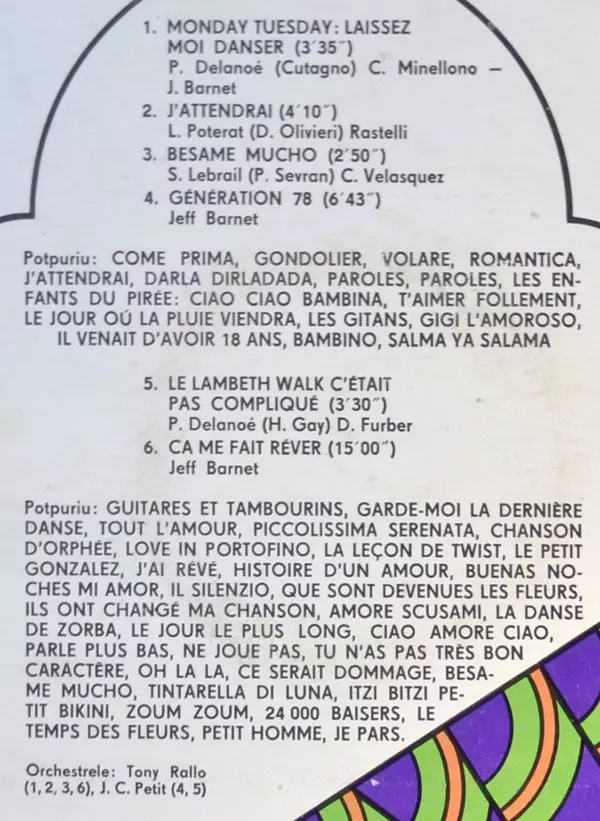 1. MONDAY TUESDAY: LAISSEZ
MOI DANSER (3′35″)
P. Delanoé (Cutagno) C. Minellono –
J. Barnet
2. J'ATTENDRAI (4′10″)
L. Poterat (D. Olivieri) Rastelli
3. BESAME MUCHO (2′50″)
S. Lebrail (P. Sevran) C. Velasquez
4. GÉNÉRATION 78 (6′43″)
Jeff Barnet
Potpuriu: COME PRIMA, GONDOLIER, VOLARE, ROMANTICA,
J'ATTENDRAI, DARLA DIRLADADA, PAROLES, PAROLES, LES EN-
FANTS DU PIRÉE: CIAO CIAO BAMBINA, T'AIMER FOLLEMENT,
LE JOUR OÚ LA PLUIE VIENDRA, LES GITANS, GIGI L'AMOROSO,
IL VENAIT D'AVOIR 18 ANS, BAMBINO, SALMA YA SALAMA
5. LE LAMBETH WALK C'ÉTAIT
PAS COMPLIQUÉ (3′30″)
P. Delanoé (H. Gay) D. Furber
6. CA ME FAIT RÉVER (15′00″)
Jeff Barnet
Potpuriu: GUITARES ET TAMBOURINS, GARDE-MOI LA DERNIÈRE
DANSE, TOUT L'AMOUR, PICCOLISSIMA SERENATA, CHANSON
D'ORPHÉE, LOVE IN PORTOFINO, LA LEÇON DE TWIST, LE PETIT
GONZALEZ, J'AI RÉVÉ, HISTOIRE D'UN AMOUR, BUENAS NO-
CHES MI AMOR, IL SILENZIO, QUE SONT DEVENUES LES FLEURS,
ILS ONT CHANGÉ MA CHANSON, AMORE SCUSAMI, LA DANSE
DE ZORBA, LE JOUR LE PLUS LONG, CIAO AMORE CIAO,
PARLE PLUS BAS, NE JOUE PAS, TU N'AS PAS TRÈS BON
CARACTÈRE, OH LA LA, CE SERAIT DOMMAGE, BESA-
ME MUCHO, TINTARELLA DI LUNA, ITZI BITZI PE-
TIT BIKINI, ZOUM ZOUM, 24 000 BAISERS, LE
TEMPS DES FLEURS, PETIT HOMME, JE PARS.
Orchestrele: Tony Rallo
(1, 2, 3, 6), J. C. Petit (4, 5)